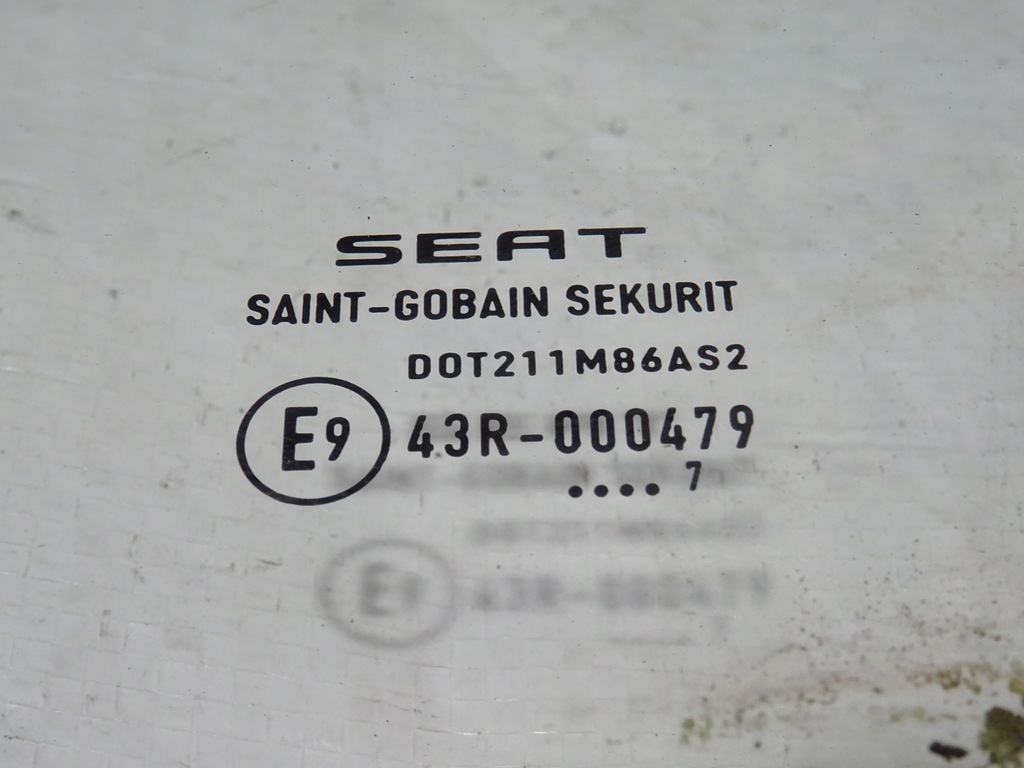 SEAT
SAINT-GOBAIN SEKURIT
DOT211M86AS2
E9 43R-000479
.... 7